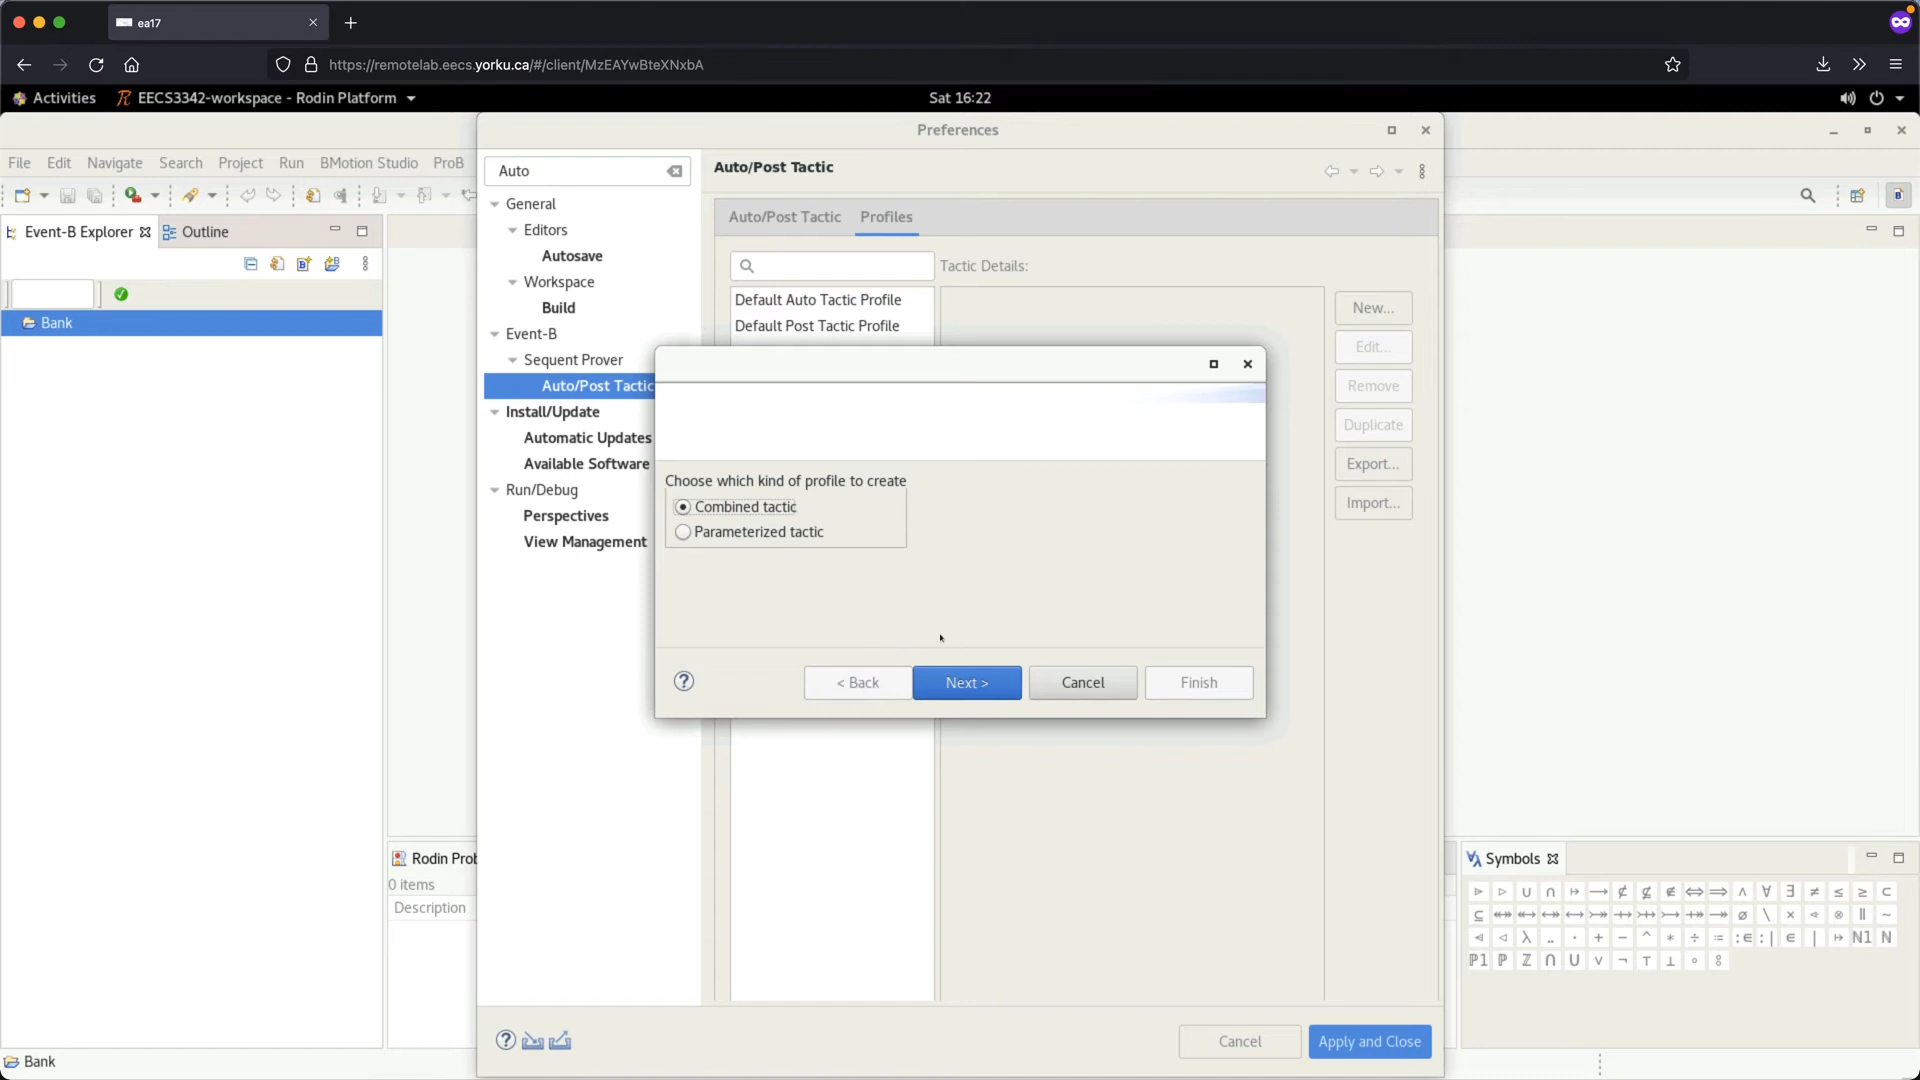 ea17
https://remotelab.eecs.yorku.ca/#/client/MzEAYwBteXNxbA
Activities
EECS3342-workspace - Rodin Platform
Sat 16:22
Preferences
File Edit Navigate Search Project Run BMotion Studio ProB
Auto
Auto/Post Tactic
General
Editors
Autosave
Workspace
Build
Event-B
Sequent Prover
Auto/Post Tactic
Install/Update
Automatic Updates
Available Software
Run/Debug
Perspectives
View Management
Event-B Explorer
Outline
Bank
Auto/Post Tactic
Profiles
Tactic Details:
Default Auto Tactic Profile
Default Post Tactic Profile
New...
Edit...
Remove
Duplicate
Export...
Import...
Choose which kind of profile to create
Combined tactic
Parameterized tactic
< Back
Next >
Cancel
Finish
Rodin Prob
0 items
Description
Symbols
Cancel
Apply and Close
Bank